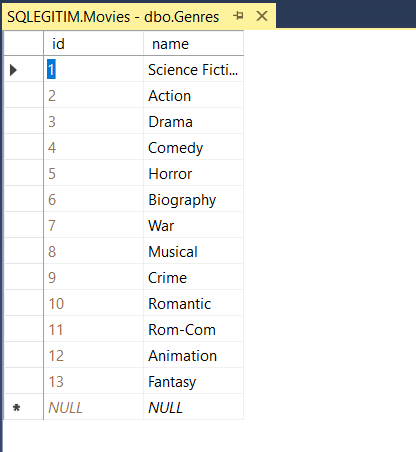 SQLEGITIM.Movies - dbo.Genres
id name
1 Science Ficti...
2 Action
3 Drama
4 Comedy
5 Horror
6 Biography
7 War
8 Musical
9 Crime
10 Romantic
11 Rom-Com
12 Animation
13 Fantasy
* NULL NULL